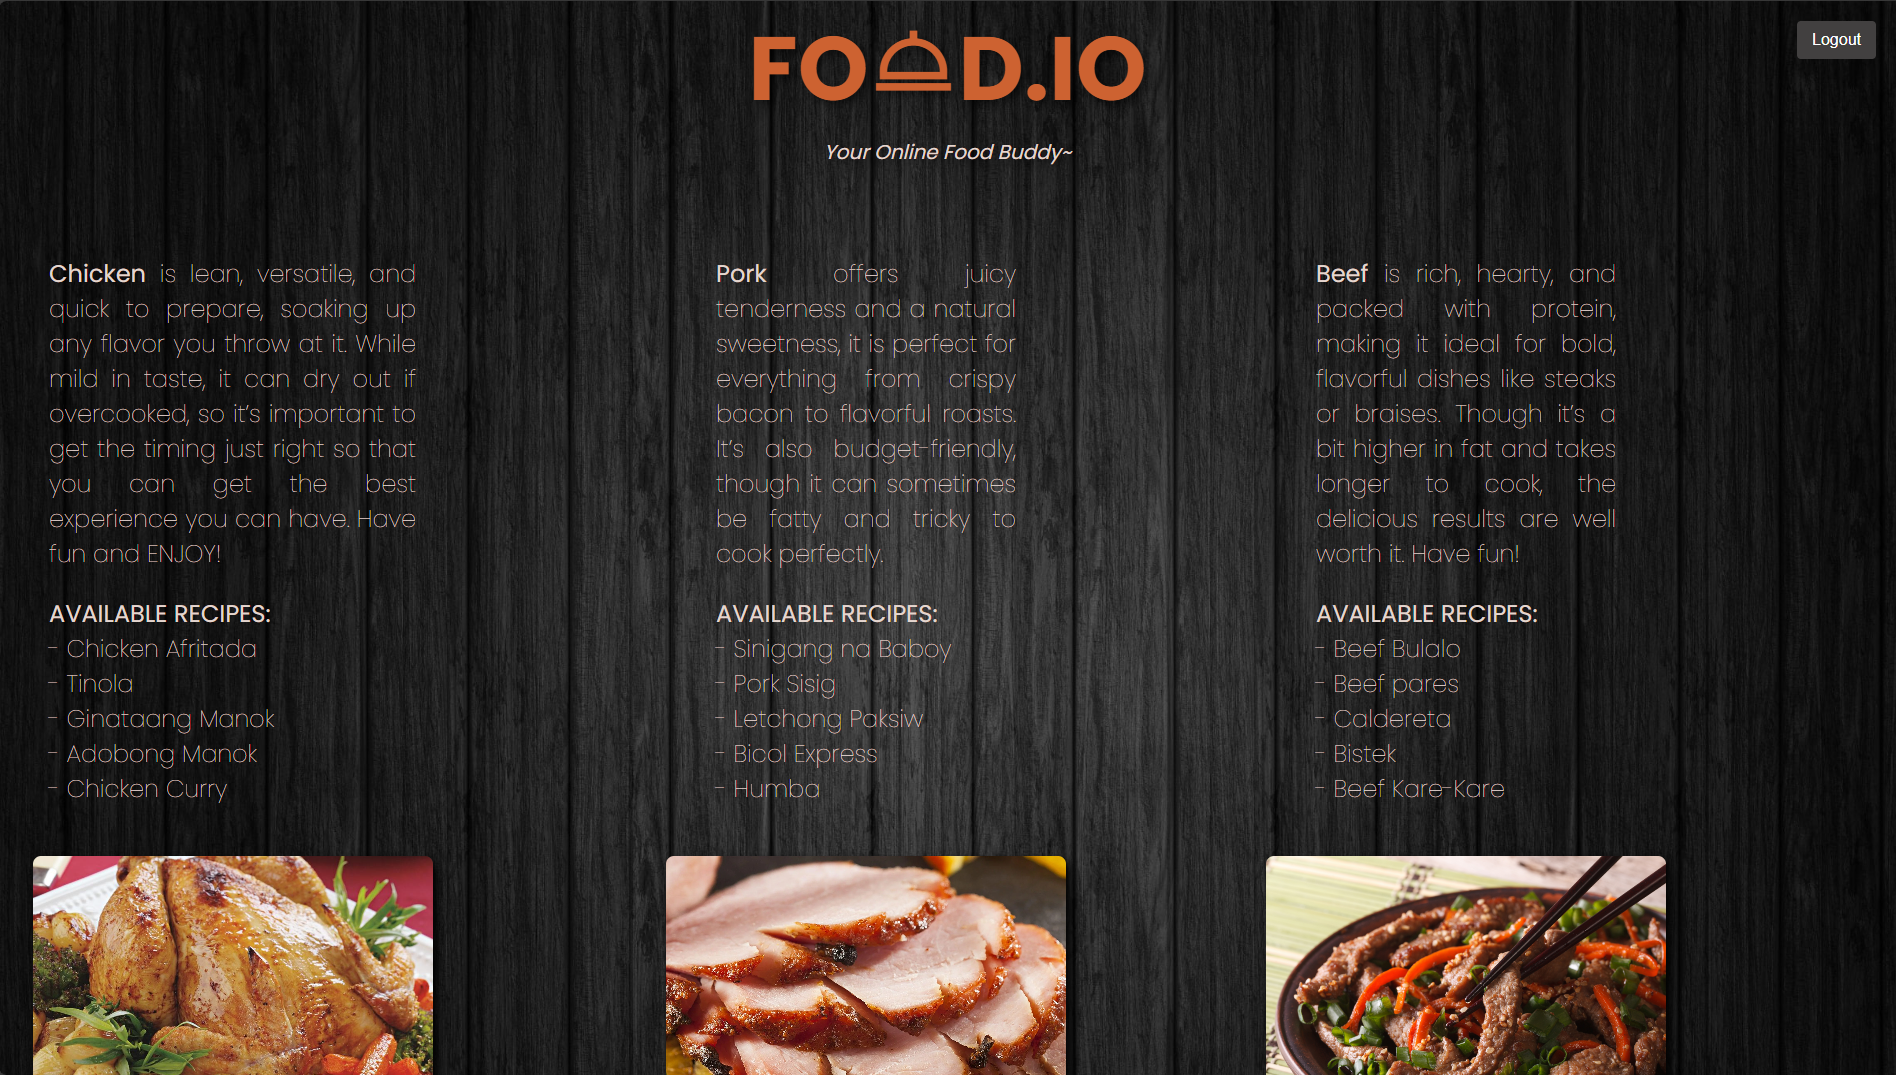 FOOD.IO
Logout
Your Online Food Buddy~
Chicken is lean, versatile, and
quick to prepare, soaking up
any flavor you throw at it. While
mild in taste, it can dry out if
overcooked, so it's important to
get the timing just right so that
you can get the best
experience you can have. Have
fun and ENJOY!
AVAILABLE RECIPES:
- Chicken Afritada
- Tinola
- Ginataang Manok
- Adobong Manok
- Chicken Curry
Pork offers juicy
tenderness and a natural
sweetness, it is perfect for
everything from crispy
bacon to flavorful roasts.
It's also budget-friendly,
though it can sometimes
be fatty and tricky to
cook perfectly.
AVAILABLE RECIPES:
- Sinigang na Baboy
- Pork Sisig
- Letchong Paksiw
- Bicol Express
- Humba
Beef is rich, hearty, and
packed with protein,
making it ideal for bold,
flavorful dishes like steaks
or braises. Though it's a
bit higher in fat and takes
longer to cook, the
delicious results are well
worth it. Have fun!
AVAILABLE RECIPES:
- Beef Bulalo
- Beef pares
- Caldereta
- Bistek
- Beef Kare-Kare